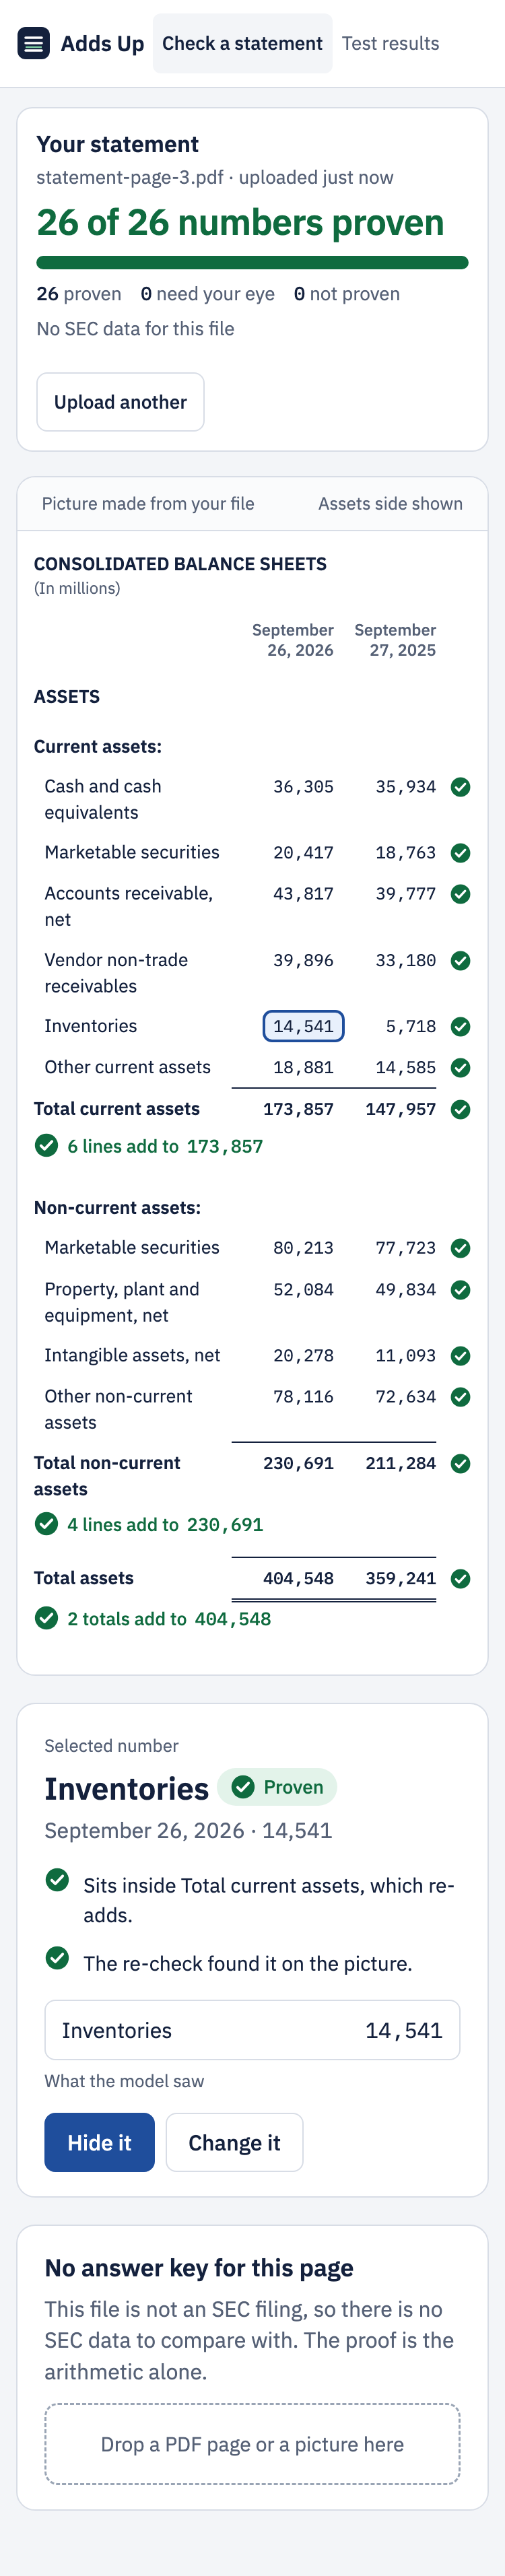 Adds Up
Check a statement
Test results
Your statement
statement-page-3.pdf · uploaded just now
26 of 26 numbers proven
26 proven 0 need your eye 0 not proven
No SEC data for this file
Upload another
Picture made from your file Assets side shown
CONSOLIDATED BALANCE SHEETS
(In millions)
September September
26, 2026 27, 2025
ASSETS
Current assets:
Cash and cash 36,305 35,934
equivalents
Marketable securities 20,417 18,763
Accounts receivable, 43,817 39,777
net
Vendor non-trade 39,896 33,180
receivables
Inventories 14,541 5,718
Other current assets 18,881 14,585
Total current assets 173,857 147,957
6 lines add to 173,857
Non-current assets:
Marketable securities 80,213 77,723
Property, plant and 52,084 49,834
equipment, net
Intangible assets, net 20,278 11,093
Other non-current 78,116 72,634
assets
Total non-current 230,691 211,284
assets
4 lines add to 230,691
Total assets 404,548 359,241
2 totals add to 404,548
Selected number
Inventories Proven
September 26, 2026 · 14,541
Sits inside Total current assets, which re-
adds.
The re-check found it on the picture.
Inventories 14,541
What the model saw
Hide it Change it
No answer key for this page
This file is not an SEC filing, so there is no
SEC data to compare with. The proof is the
arithmetic alone.
Drop a PDF page or a picture here